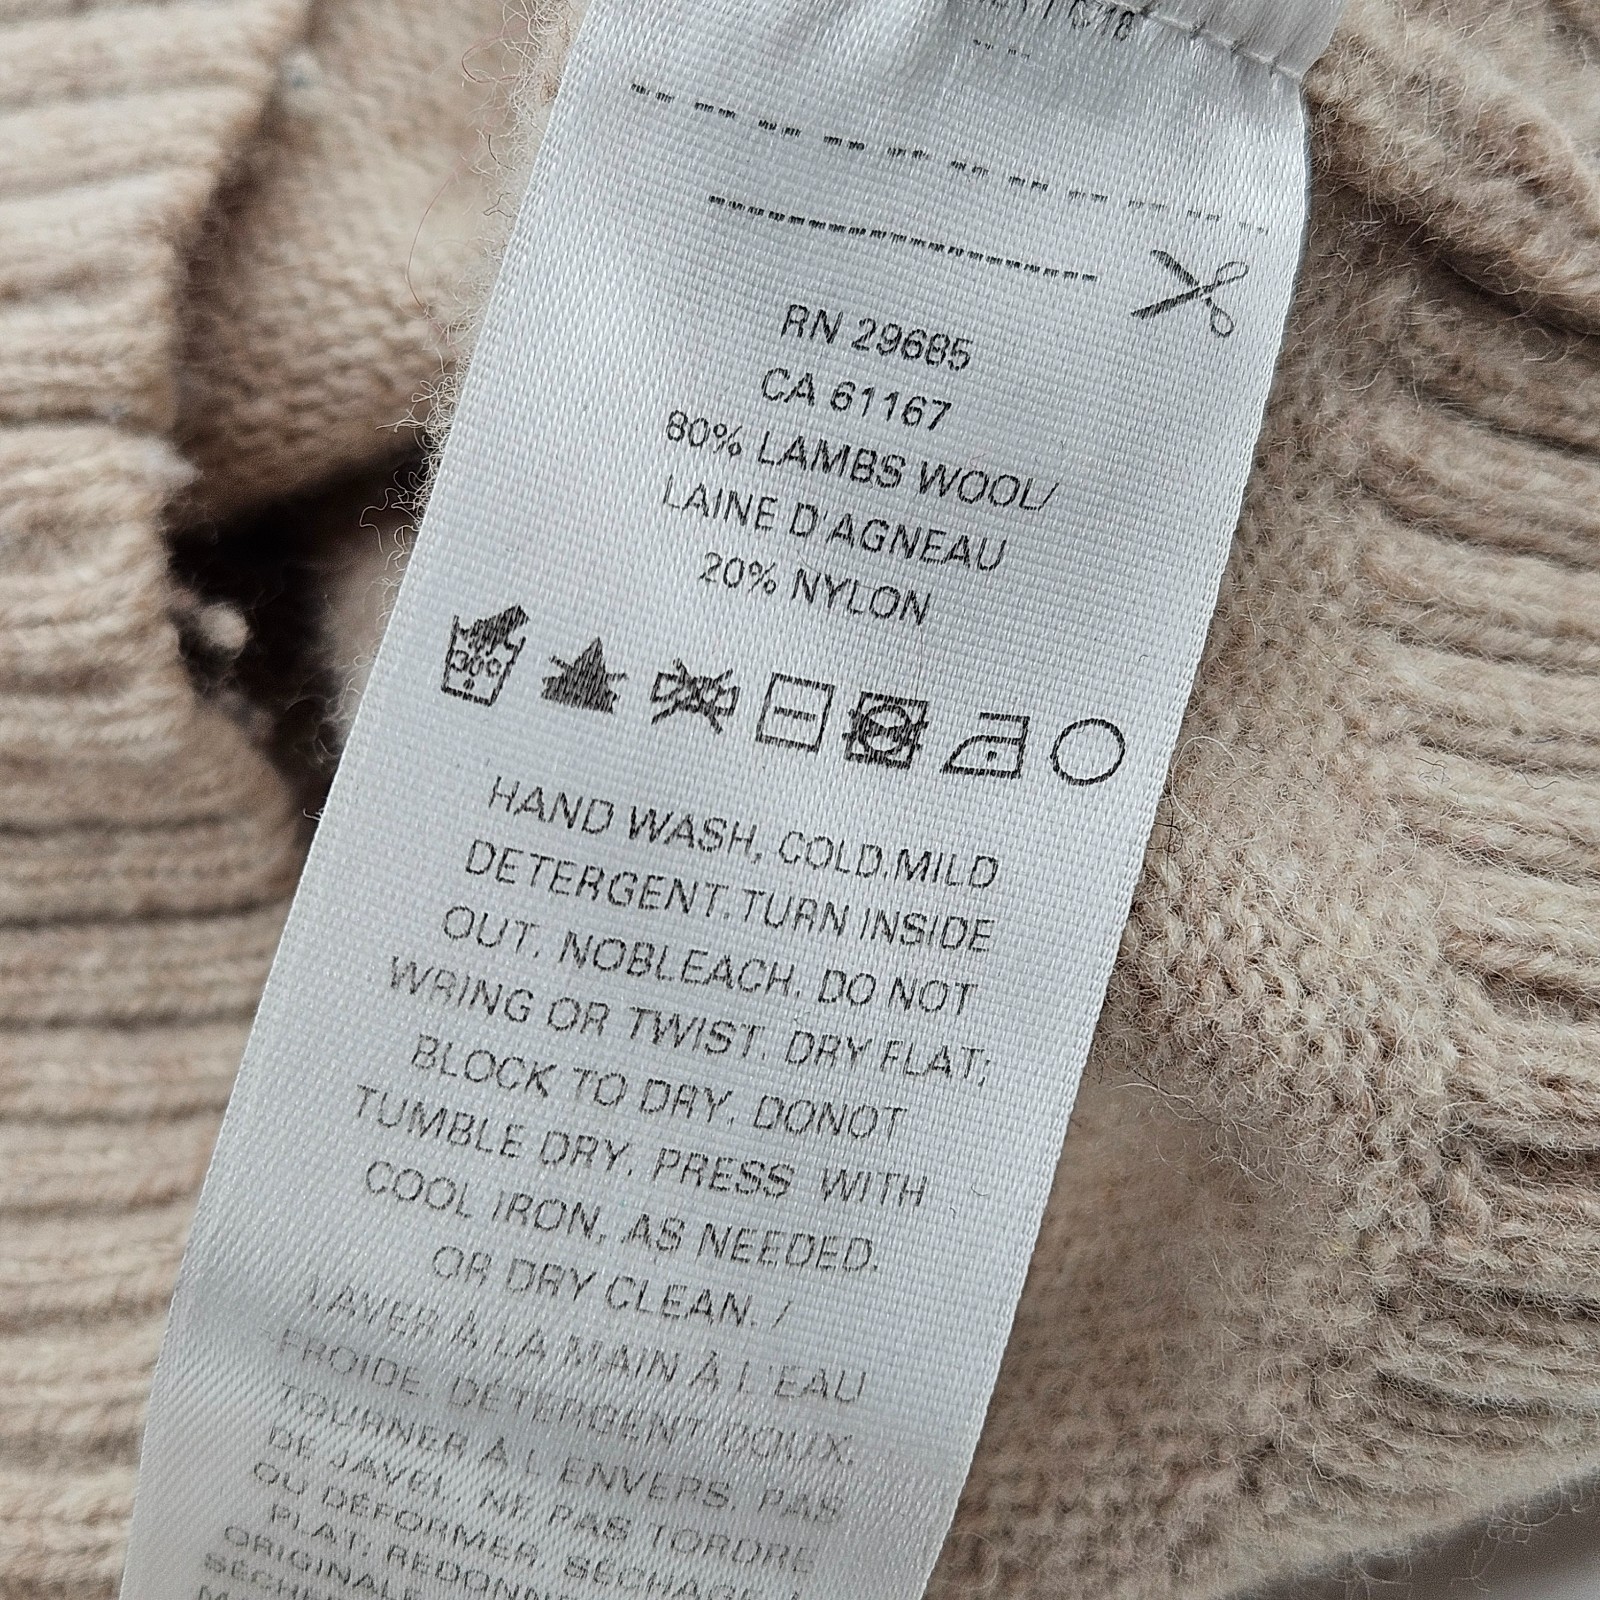 RN 29685
CA 61167
80% LAMBS WOOL/
LAINE D'AGNEAU
20% NYLON
30°C
HAND WASH, COLD.MILD
DETERGENT.TURN INSIDE
OUT. NOBLEACH. DO NOT
WRING OR TWIST. DRY FLAT;
BLOCK TO DRY. DONOT
TUMBLE DRY. PRESS WITH
COOL IRON, AS NEEDED.
OR DRY CLEAN. /
LAVER À LA MAIN À L'EAU
FROIDE. DÉTERGENT DOUX.
TOURNER À L'ENVERS. PAS
DE JAVEL. NE PAS TORDRE
OU DÉFORMER. SÉCHAGE
PLAT;
ORIGINALE